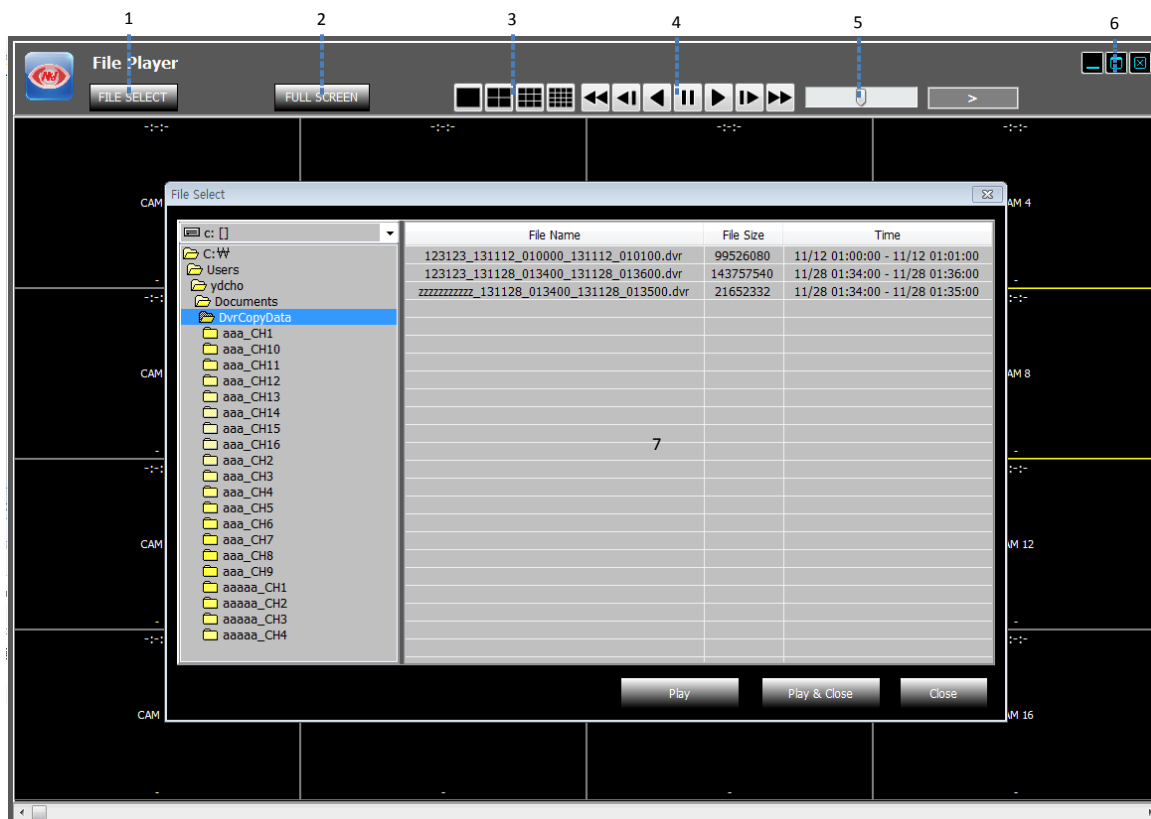 1 2 3 4 5 6
File Player
FILE SELECT FULL SCREEN >
-:-:- -:-:- -:-:- -:-:-
File Select
CAM AM 4
c: []
File Name File Size Time
C:₩
123123_131112_010000_131112_010100.dvr 99526080 11/12 01:00:00 - 11/12 01:01:00
Users
123123_131128_013400_131128_013600.dvr 143757540 11/28 01:34:00 - 11/28 01:36:00
ydcho
zzzzzzzzzzz_131128_013400_131128_013500.dvr 21652332 11/28 01:34:00 - 11/28 01:35:00
Documents
DvrCopyData
aaa_CH1
aaa_CH10
aaa_CH11
CAM AM 8
aaa_CH12
aaa_CH13
aaa_CH14
aaa_CH15
aaa_CH16
7
aaa_CH2
aaa_CH3
aaa_CH4
aaa_CH5
aaa_CH6
CAM AM 12
aaa_CH7
aaa_CH8
aaa_CH9
aaaaa_CH1
aaaaa_CH2
aaaaa_CH3
aaaaa_CH4
Play Play & Close Close
CAM AM 16